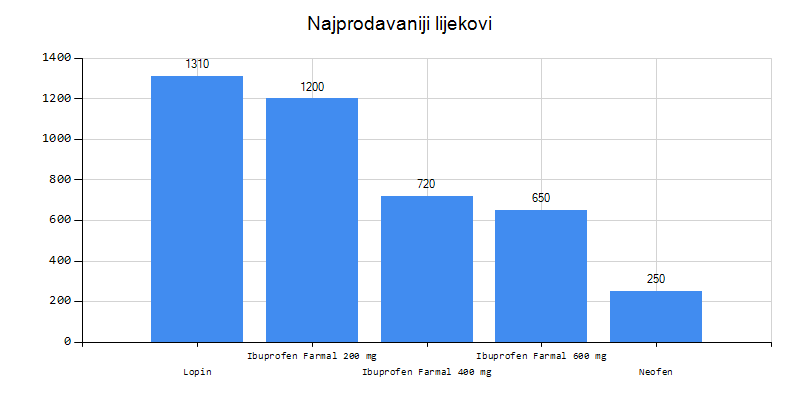 Najprodavaniji lijekovi
1400
1200
1000
800
600
400
200
0
1310
1200
720
650
250
Ibuprofen Farmal 200 mg
Ibuprofen Farmal 600 mg
Lopin
Ibuprofen Farmal 400 mg
Neofen